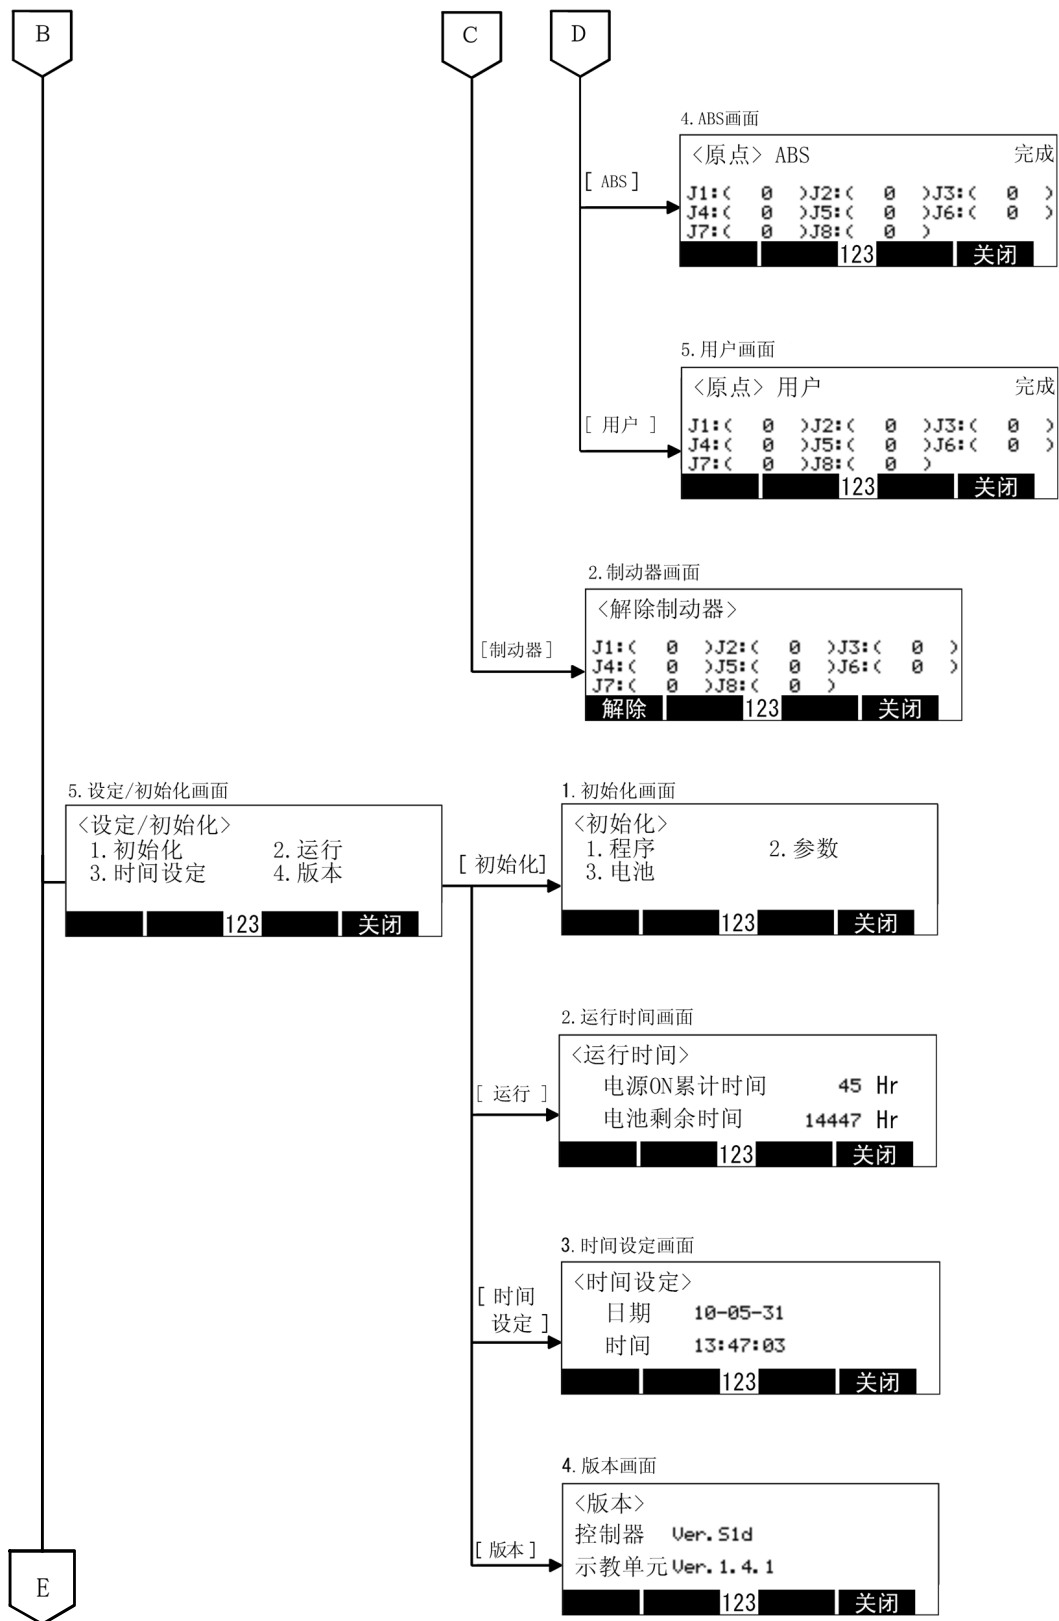 B
C
D
4.ABS画面
<原点> ABS 完成
[ ABS ]
J1:( 0 )J2:( 0 )J3:( 0 )
J4:( 0 )J5:( 0 )J6:( 0 )
J7:( 0 )J8:( 0 )
123 关闭
5.用户画面
<原点> 用户 完成
[ 用户 ]
J1:( 0 )J2:( 0 )J3:( 0 )
J4:( 0 )J5:( 0 )J6:( 0 )
J7:( 0 )J8:( 0 )
123 关闭
2.制动器画面
<解除制动器>
[制动器]
J1:( 0 )J2:( 0 )J3:( 0 )
J4:( 0 )J5:( 0 )J6:( 0 )
J7:( 0 )J8:( 0 )
解除 123 关闭
5.设定/初始化画面
<设定/初始化>
1.初始化 2.运行
3.时间设定 4.版本
123 关闭
[ 初始化]
1.初始化画面
<初始化>
1.程序 2.参数
3.电池
123 关闭
2.运行时间画面
<运行时间>
[ 运行 ]
电源ON累计时间 45 Hr
电池剩余时间 14447 Hr
123 关闭
3.时间设定画面
<时间设定>
[ 时间
设定 ]
日期 10-05-31
时间 13:47:03
123 关闭
4.版本画面
<版本>
控制器 Ver.S1d
[ 版本 ]
示教单元 Ver.1.4.1
123 关闭
E